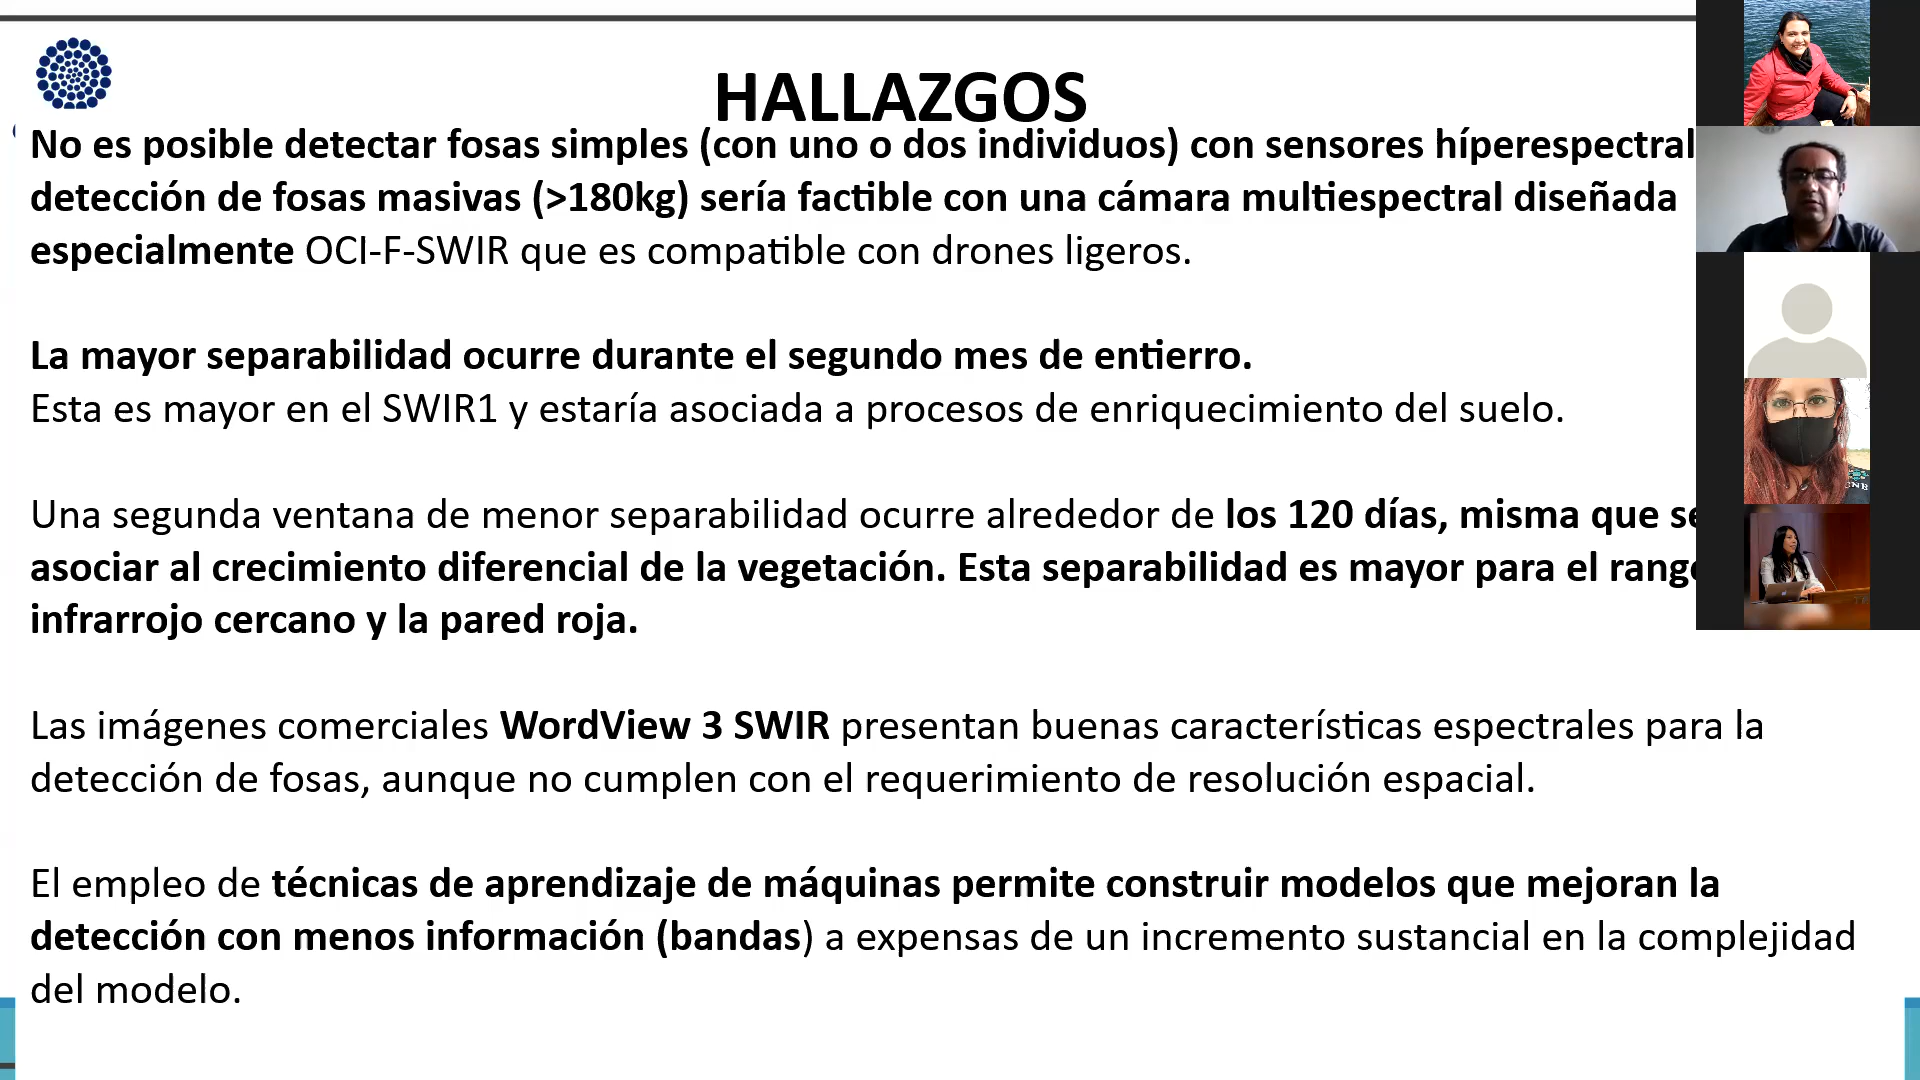 HALLAZGOS
No es posible detectar fosas simples (con uno o dos individuos) con sensores híperespectral
detección de fosas masivas (>180kg) sería factible con una cámara multiespectral diseñada
especialmente OCI-F-SWIR que es compatible con drones ligeros.
La mayor separabilidad ocurre durante el segundo mes de entierro.
Esta es mayor en el SWIR1 y estaría asociada a procesos de enriquecimiento del suelo.
Una segunda ventana de menor separabilidad ocurre alrededor de los 120 días, misma que se
asociar al crecimiento diferencial de la vegetación. Esta separabilidad es mayor para el rango
infrarrojo cercano y la pared roja.
Las imágenes comerciales WordView 3 SWIR presentan buenas características espectrales para la
detección de fosas, aunque no cumplen con el requerimiento de resolución espacial.
El empleo de técnicas de aprendizaje de máquinas permite construir modelos que mejoran la
detección con menos información (bandas) a expensas de un incremento sustancial en la complejidad
del modelo.